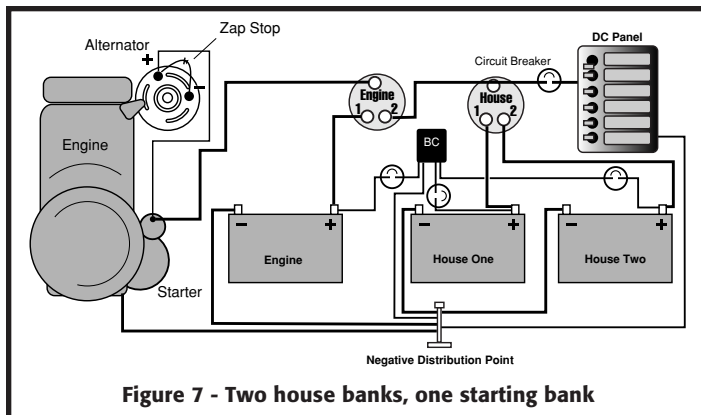 Zap Stop
Alternator
+
-
DC Panel
Circuit Breaker
Engine
1 2
House
1 2
Engine
BC
- +
Engine
- +
House One
- +
House Two
Starter
Negative Distribution Point
Figure 7 - Two house banks, one starting bank